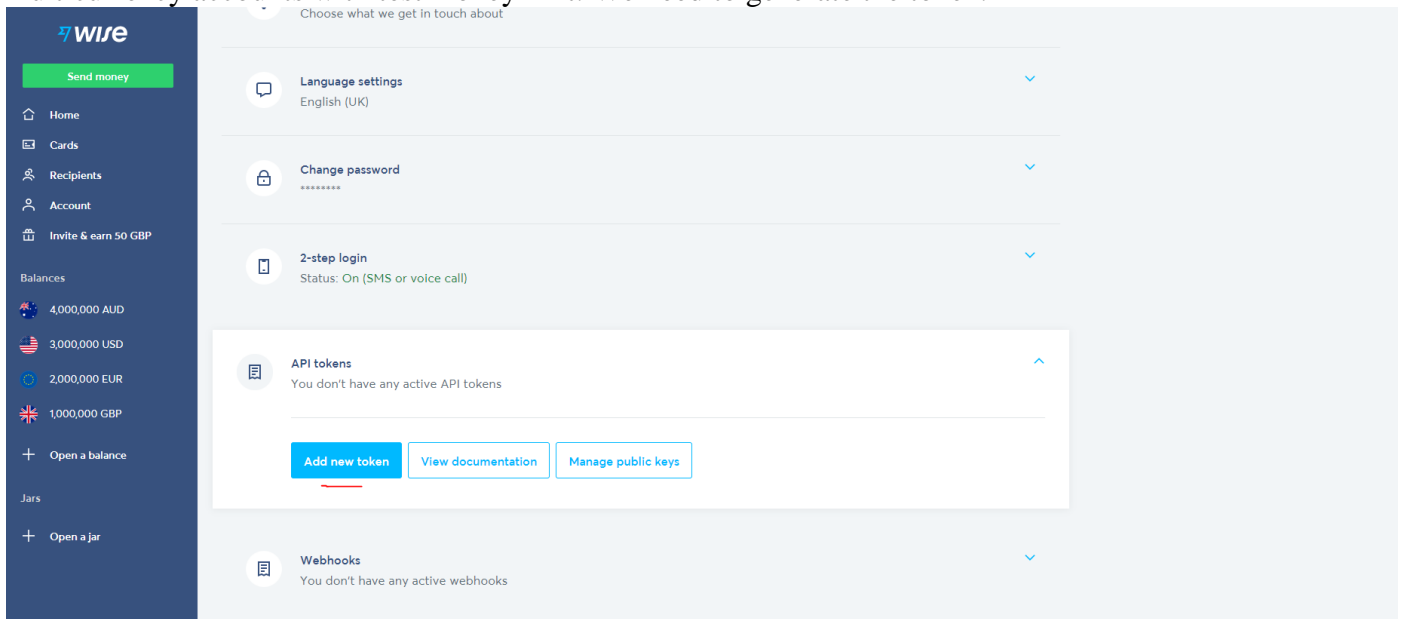 Choose what we get in touch about
wise
Send money
Home
Cards
Recipients
Account
Invite & earn 50 GBP
Balances
4,000,000 AUD
3,000,000 USD
2,000,000 EUR
1,000,000 GBP
Open a balance
Jars
Open a jar
Language settings
English (UK)
Change password
********
2-step login
Status: On (SMS or voice call)
API tokens
You don't have any active API tokens
Add new token
View documentation
Manage public keys
Webhooks
You don't have any active webhooks